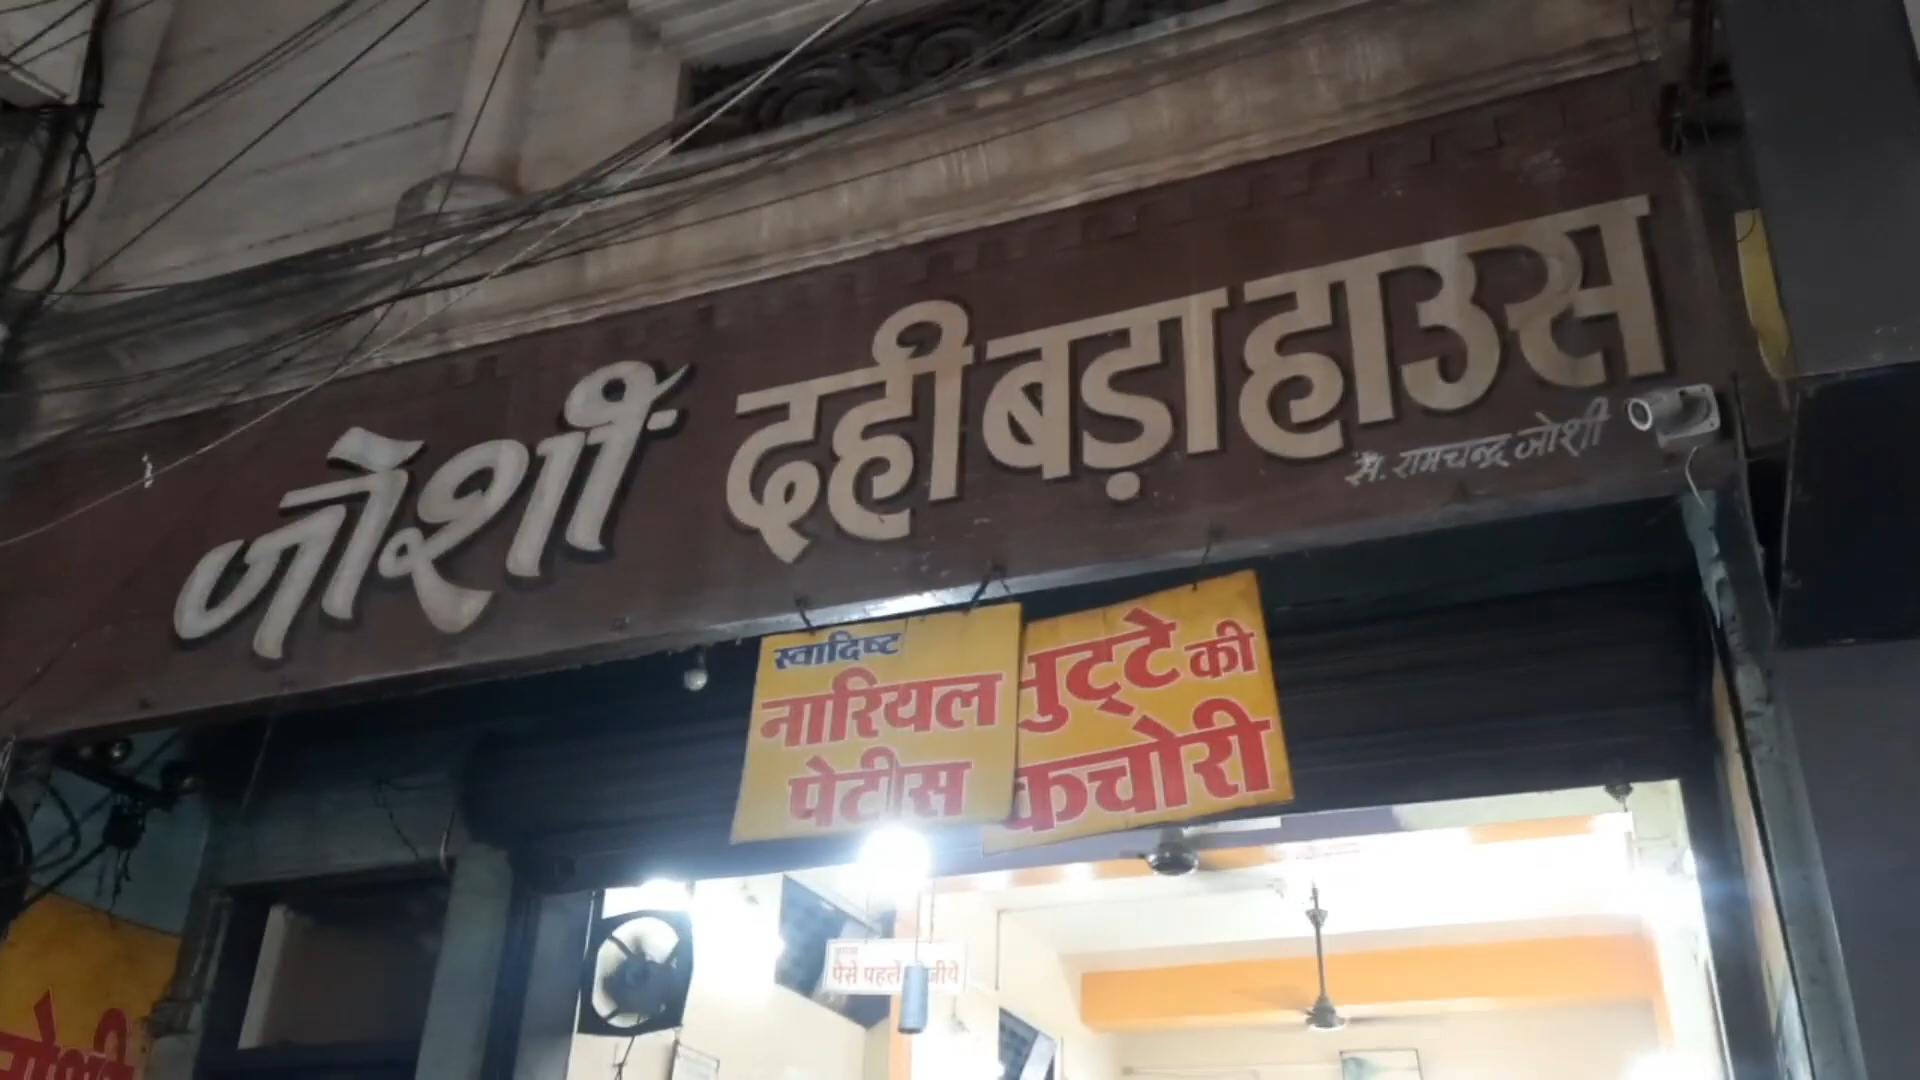 जोशी दही बड़ा हाउस
स्व. रामचन्द्र जोशी
स्वादिष्ट
नारियल
पेटीस
भुट्टे की
कचोरी
पैसे पहले